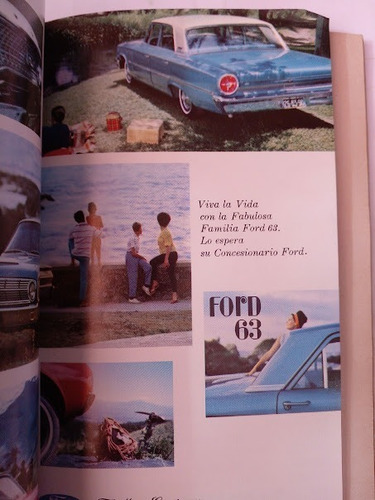 Viva la Vida
con la Fabulosa
Familia Ford 63.
Lo espera
su Concesionario Ford.
FORD
63